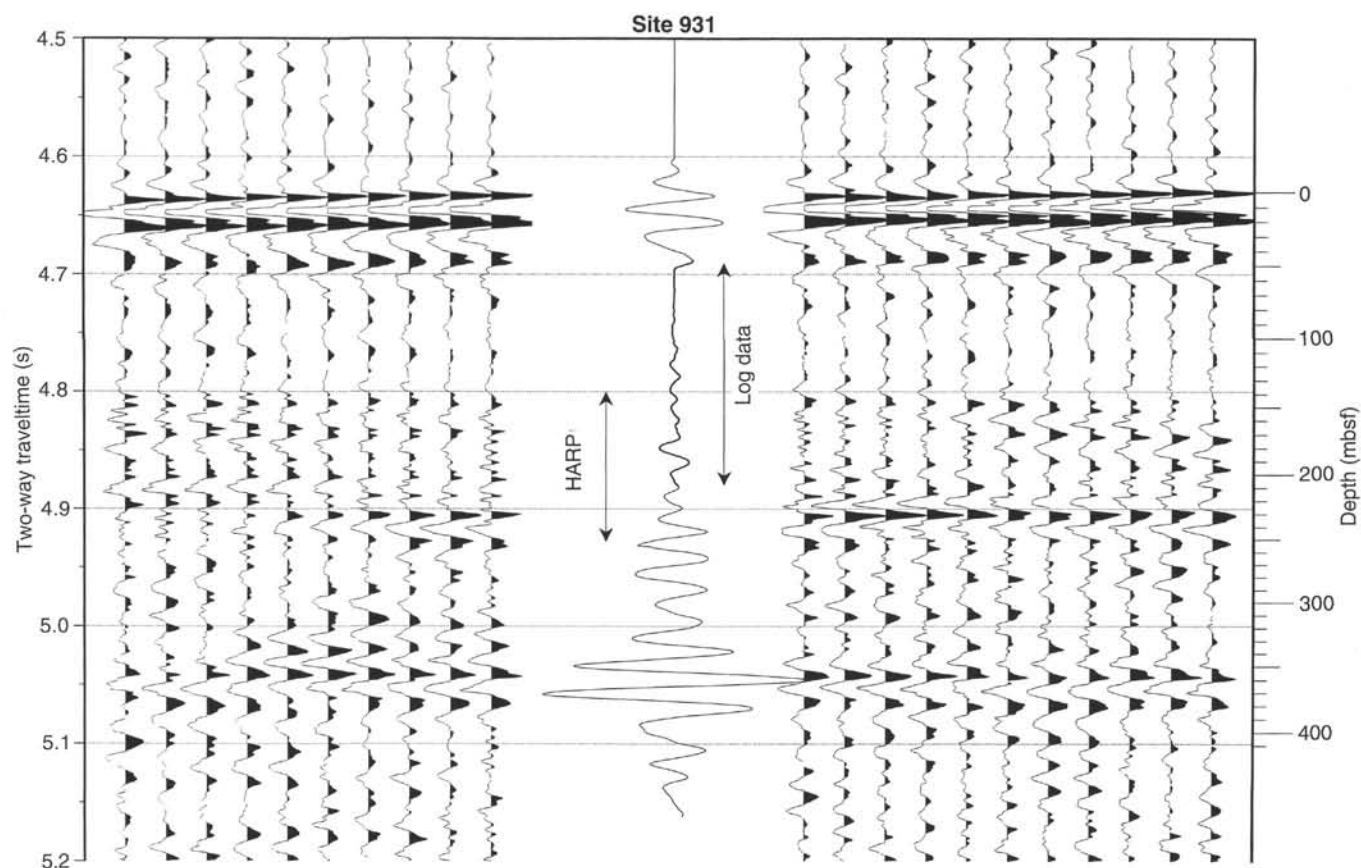 Site 931
4.5
4.6
4.7
4.8
4.9
5.0
5.1
5.2
Two-way traveltime (s)
HARP
Log data
0
100
200
300
400
Depth (mbsf)